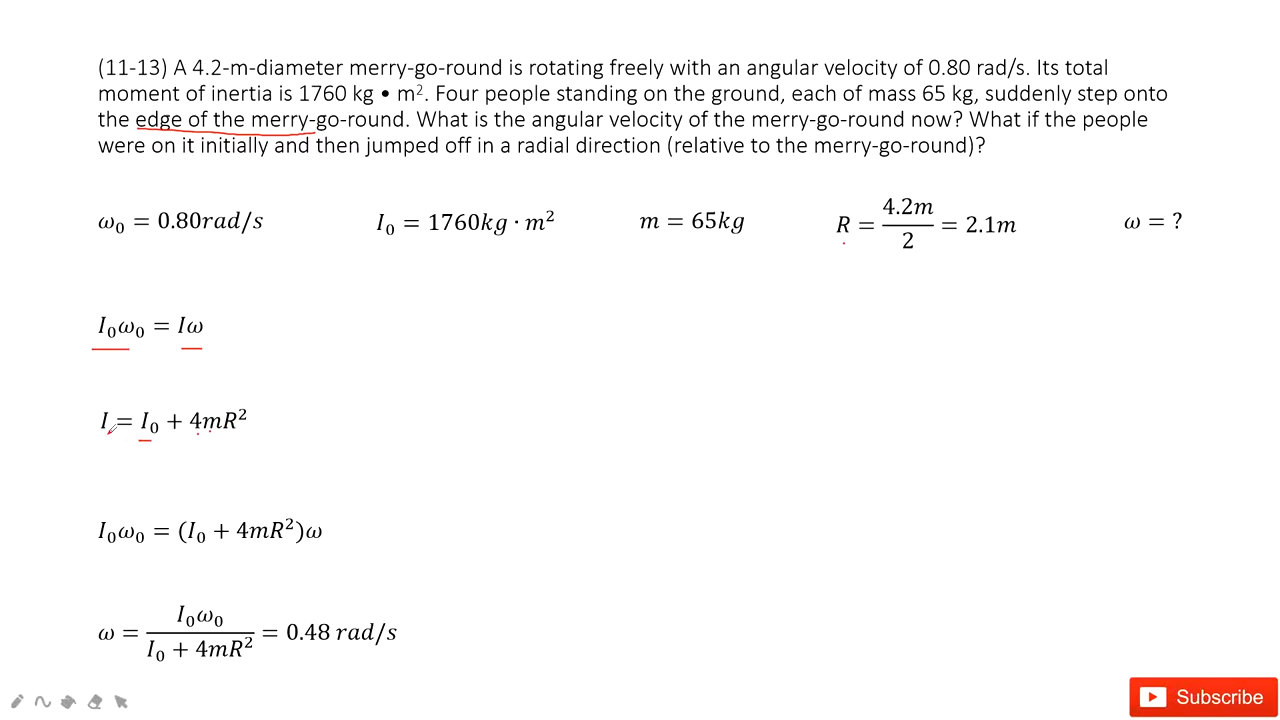 (11-13) A 4.2-m-diameter merry-go-round is rotating freely with an angular velocity of 0.80 rad/s. Its total
moment of inertia is 1760 kg • m². Four people standing on the ground, each of mass 65 kg, suddenly step onto
the edge of the merry-go-round. What is the angular velocity of the merry-go-round now? What if the people
were on it initially and then jumped off in a radial direction (relative to the merry-go-round)?
ω₀ = 0.80rad/s    I₀ = 1760kg · m²    m = 65kg    R = 4.2m/2 = 2.1m    ω = ?
I₀ω₀ = Iω
I = I₀ + 4mR²
I₀ω₀ = (I₀ + 4mR²)ω
ω = I₀ω₀/(I₀ + 4mR²) = 0.48 rad/s
Subscribe